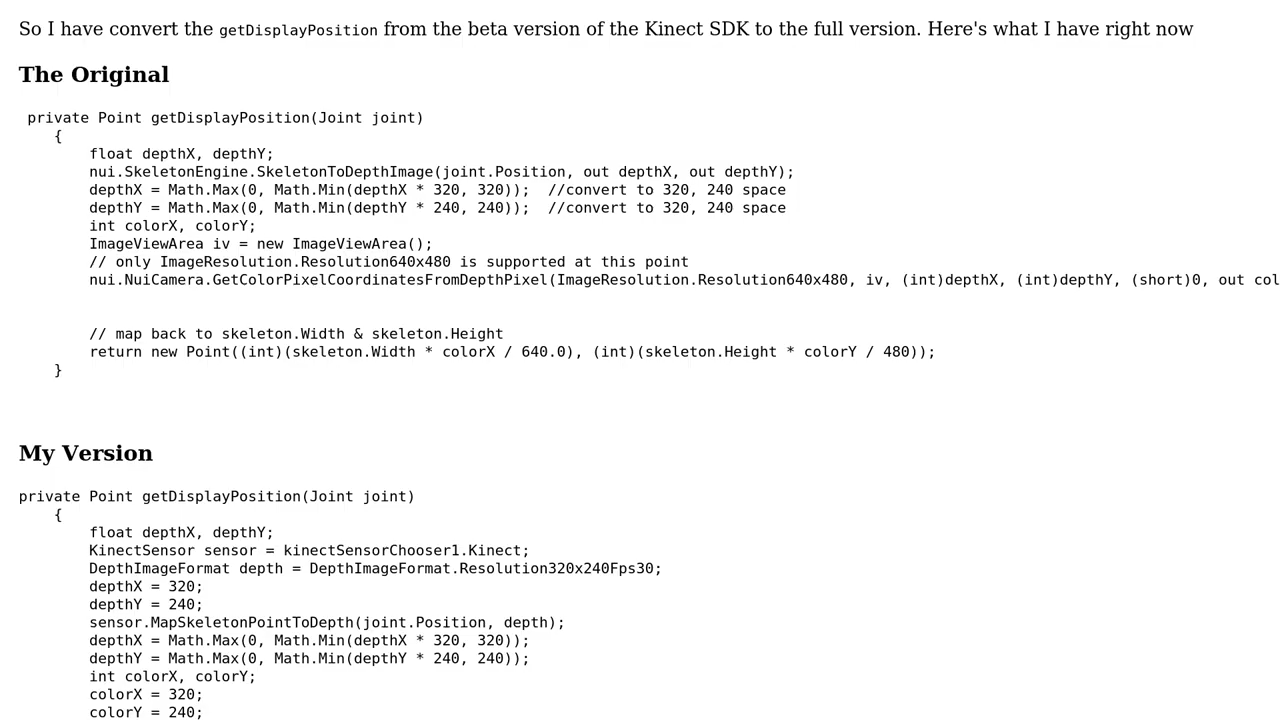 So I have convert the getDisplayPosition from the beta version of the Kinect SDK to the full version. Here's what I have right now
The Original
private Point getDisplayPosition(Joint joint)
{
float depthX, depthY;
nui.SkeletonEngine.SkeletonToDepthImage(joint.Position, out depthX, out depthY);
depthX = Math.Max(0, Math.Min(depthX * 320, 320));  //convert to 320, 240 space
depthY = Math.Max(0, Math.Min(depthY * 240, 240));  //convert to 320, 240 space
int colorX, colorY;
ImageViewArea iv = new ImageViewArea();
// only ImageResolution.Resolution640x480 is supported at this point
nui.NuiCamera.GetColorPixelCoordinatesFromDepthPixel(ImageResolution.Resolution640x480, iv, (int)depthX, (int)depthY, (short)0, out col
// map back to skeleton.Width & skeleton.Height
return new Point((int)(skeleton.Width * colorX / 640.0), (int)(skeleton.Height * colorY / 480));
}
My Version
private Point getDisplayPosition(Joint joint)
{
float depthX, depthY;
KinectSensor sensor = kinectSensorChooser1.Kinect;
DepthImageFormat depth = DepthImageFormat.Resolution320x240Fps30;
depthX = 320;
depthY = 240;
sensor.MapSkeletonPointToDepth(joint.Position, depth);
depthX = Math.Max(0, Math.Min(depthX * 320, 320));
depthY = Math.Max(0, Math.Min(depthY * 240, 240));
int colorX, colorY;
colorX = 320;
colorY = 240;